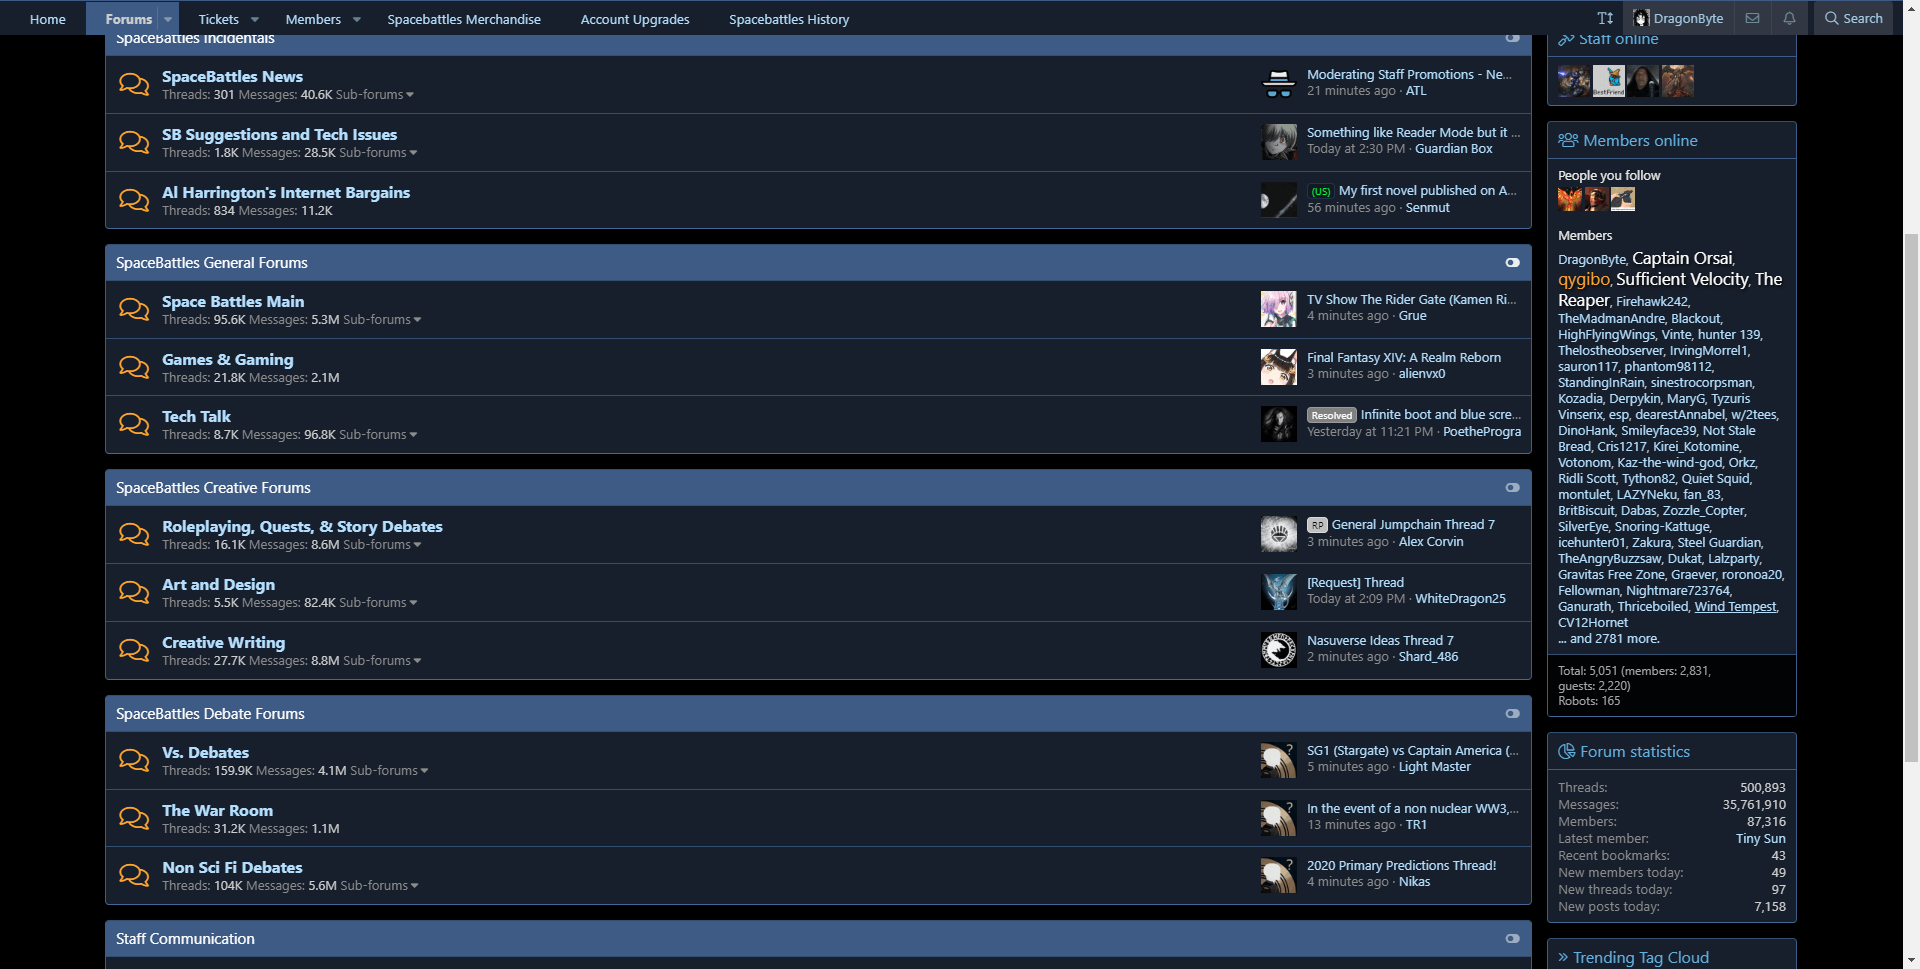 Home
Forums
Tickets
Members
Spacebattles Merchandise
Account Upgrades
Spacebattles History
DragonByte
Search
SpaceBattles Incidentals
SpaceBattles News
Threads: 301 Messages: 40.6K Sub-forums
Moderating Staff Promotions - Ne...
21 minutes ago · ATL
SB Suggestions and Tech Issues
Threads: 1.8K Messages: 28.5K Sub-forums
Something like Reader Mode but it ...
Today at 2:30 PM · Guardian Box
Al Harrington's Internet Bargains
Threads: 834 Messages: 11.2K
(US) My first novel published on A...
56 minutes ago · Senmut
SpaceBattles General Forums
Space Battles Main
Threads: 95.6K Messages: 5.3M Sub-forums
TV Show The Rider Gate (Kamen Ri...
4 minutes ago · Grue
Games & Gaming
Threads: 21.8K Messages: 2.1M
Final Fantasy XIV: A Realm Reborn
3 minutes ago · alienvx0
Tech Talk
Threads: 8.7K Messages: 96.8K Sub-forums
Resolved Infinite boot and blue scre...
Yesterday at 11:21 PM · PoetheProgra
SpaceBattles Creative Forums
Roleplaying, Quests, & Story Debates
Threads: 16.1K Messages: 8.6M Sub-forums
RP General Jumpchain Thread 7
3 minutes ago · Alex Corvin
Art and Design
Threads: 5.5K Messages: 82.4K Sub-forums
[Request] Thread
Today at 2:09 PM · WhiteDragon25
Creative Writing
Threads: 27.7K Messages: 8.8M Sub-forums
Nasuverse Ideas Thread 7
2 minutes ago · Shard_486
SpaceBattles Debate Forums
Vs. Debates
Threads: 159.9K Messages: 4.1M Sub-forums
SG1 (Stargate) vs Captain America (...
5 minutes ago · Light Master
The War Room
Threads: 31.2K Messages: 1.1M
In the event of a non nuclear WW3,...
13 minutes ago · TR1
Non Sci Fi Debates
Threads: 104K Messages: 5.6M Sub-forums
2020 Primary Predictions Thread!
4 minutes ago · Nikas
Staff Communication
Staff online
BestFriend
Members online
People you follow
Members
DragonByte, Captain Orsai,
qygibo, Sufficient Velocity, The
Reaper, Firehawk242,
TheMadmanAndre, Blackout,
HighFlyingWings, Vinte, hunter 139,
Thelostheobserver, IrvingMorrel1,
sauron117, phantom98112,
StandingInRain, sinestrocorpsman,
Kozadia, Derpykin, MaryG, Tyzuris
Vinserix, esp, dearestAnnabel, w/2tees,
DinoHank, Smileyface39, Not Stale
Bread, Cris1217, Kirei_Kotomine,
Votonom, Kaz-the-wind-god, Orkz,
Ridli Scott, Tython82, Quiet Squid,
montulet, LAZYNeku, fan_83,
BritBiscuit, Dabas, Zozzle_Copter,
SilverEye, Snoring-Kattuge,
icehunter01, Zakura, Steel Guardian,
TheAngryBuzzsaw, Dukat, Lalzparty,
Gravitas Free Zone, Graever, roronoa20,
Fellowman, Nightmare723764,
Ganurath, Thriceboiled, Wind Tempest,
CV12Hornet
... and 2781 more.
Total: 5,051 (members: 2,831,
guests: 2,220)
Robots: 165
Forum statistics
Threads: 500,893
Messages: 35,761,910
Members: 87,316
Latest member: Tiny Sun
Recent bookmarks: 43
New members today: 49
New threads today: 97
New posts today: 7,158
Trending Tag Cloud